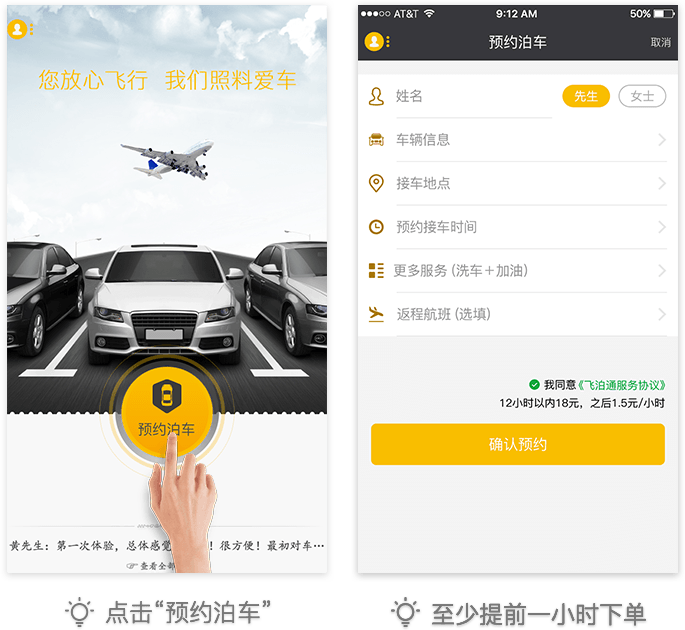 您放心飞行 我们照料爱车
预约泊车
黄先生：第一次体验，总体感觉 ！很方便！最初对车…
查看全部
点击“预约泊车”
AT&T 9:12 AM 50%
预约泊车 取消
姓名 先生 女士
车辆信息
接车地点
预约接车时间
更多服务 (洗车＋加油)
返程航班 (选填)
我同意《飞泊通服务协议》
12小时以内18元，之后1.5元/小时
确认预约
至少提前一小时下单